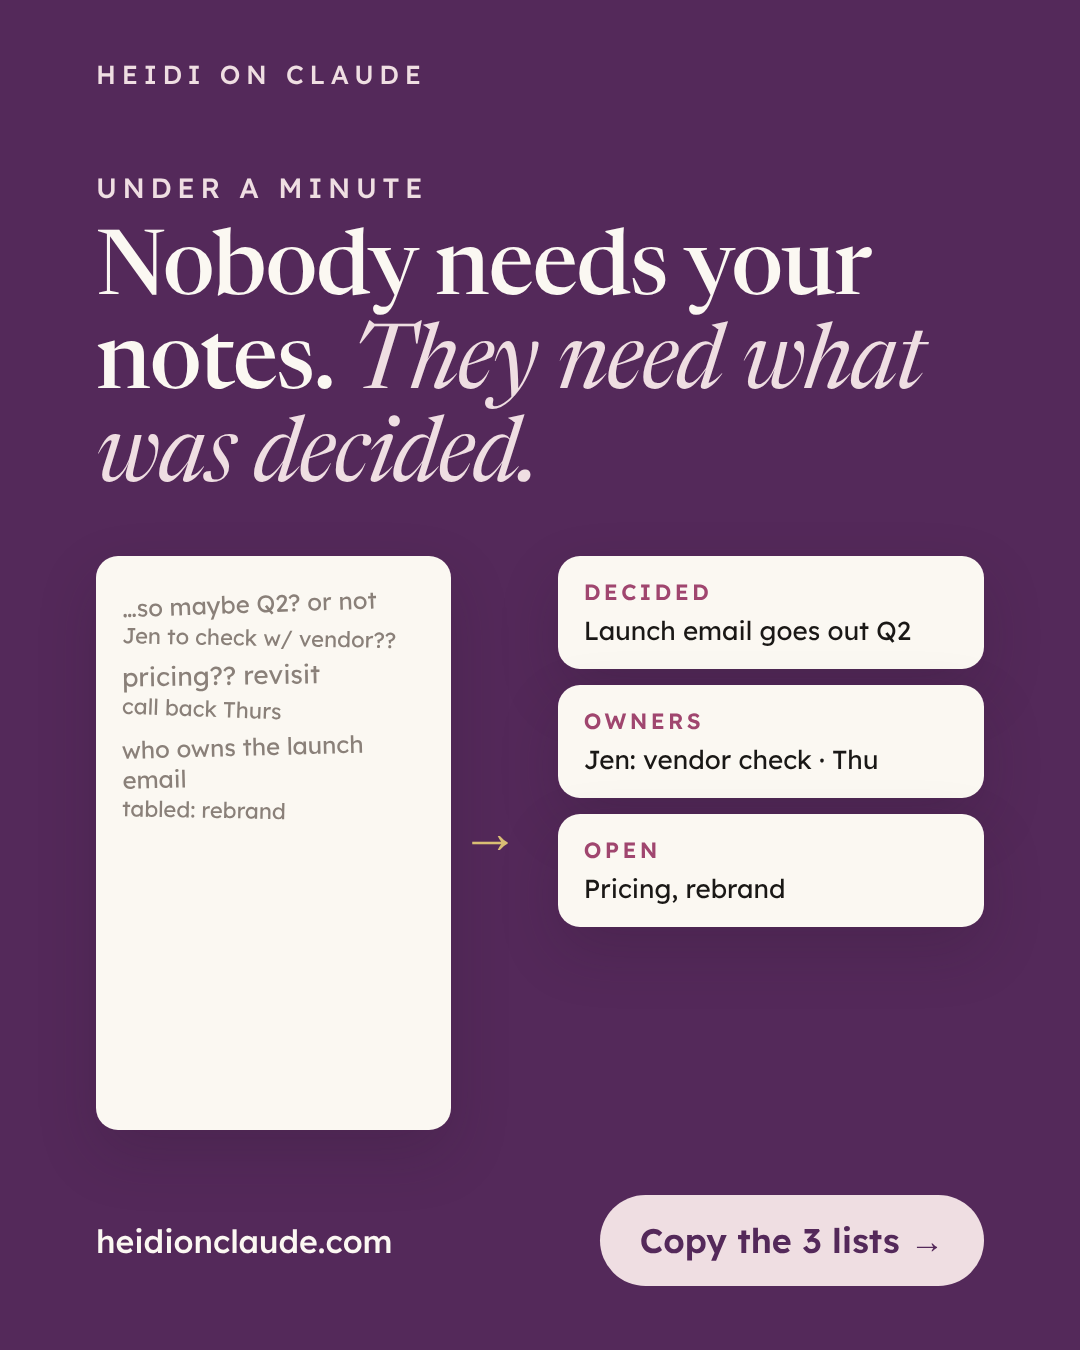 HEIDI ON CLAUDE
UNDER A MINUTE
Nobody needs your
notes. They need what
was decided.
...so maybe Q2? or not
Jen to check w/ vendor??
pricing?? revisit
call back Thurs
who owns the launch
email
tabled: rebrand
→
DECIDED
Launch email goes out Q2
OWNERS
Jen: vendor check · Thu
OPEN
Pricing, rebrand
heidionclaude.com
Copy the 3 lists →